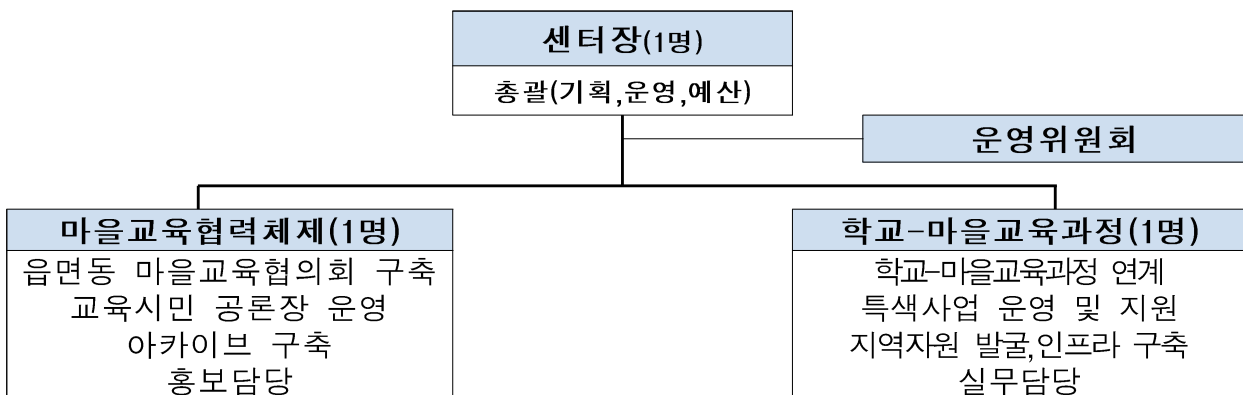 센터장(1명)
총괄(기획,운영,예산)
운영위원회
마을교육협력체제(1명)
읍면동 마을교육협의회 구축
교육시민 공론장 운영
아카이브 구축
홍보담당
학교-마을교육과정(1명)
학교-마을교육과정 연계
특색사업 운영 및 지원
지역자원 발굴,인프라 구축
실무담당